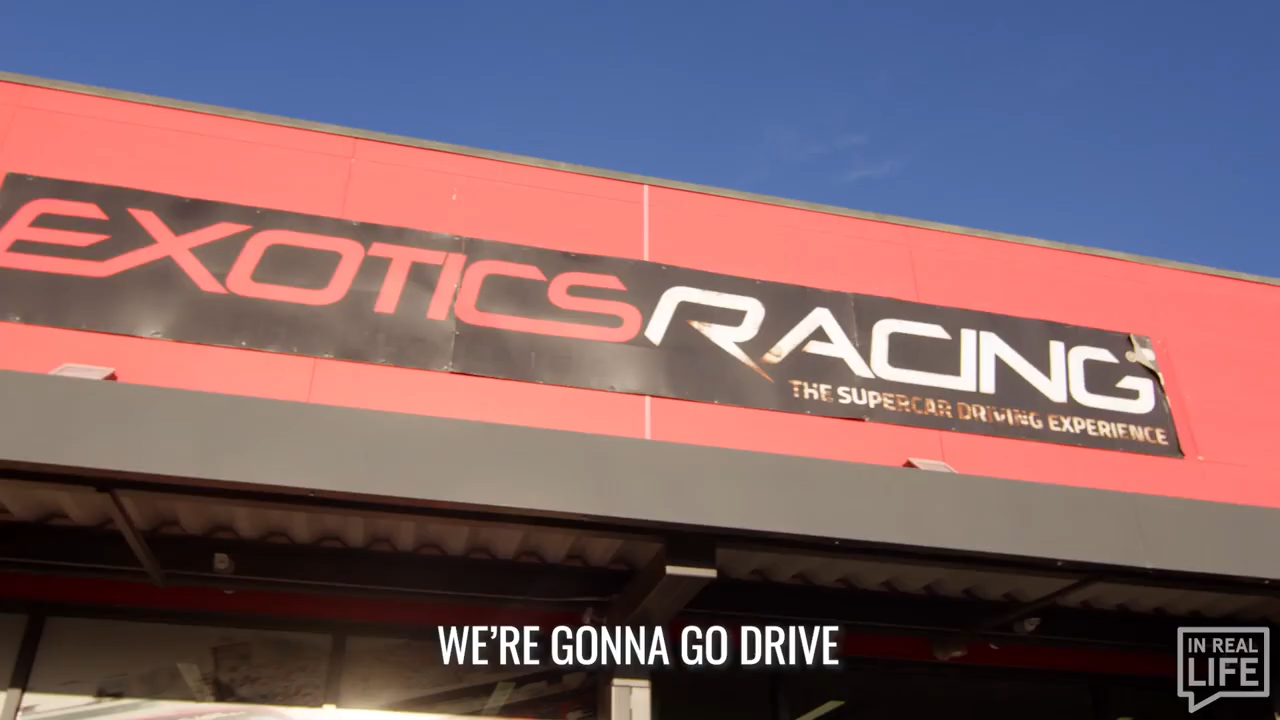 EXOTICSRACING
THE SUPERCAR DRIVING EXPERIENCE
WE'RE GONNA GO DRIVE
IN REAL
LIFE